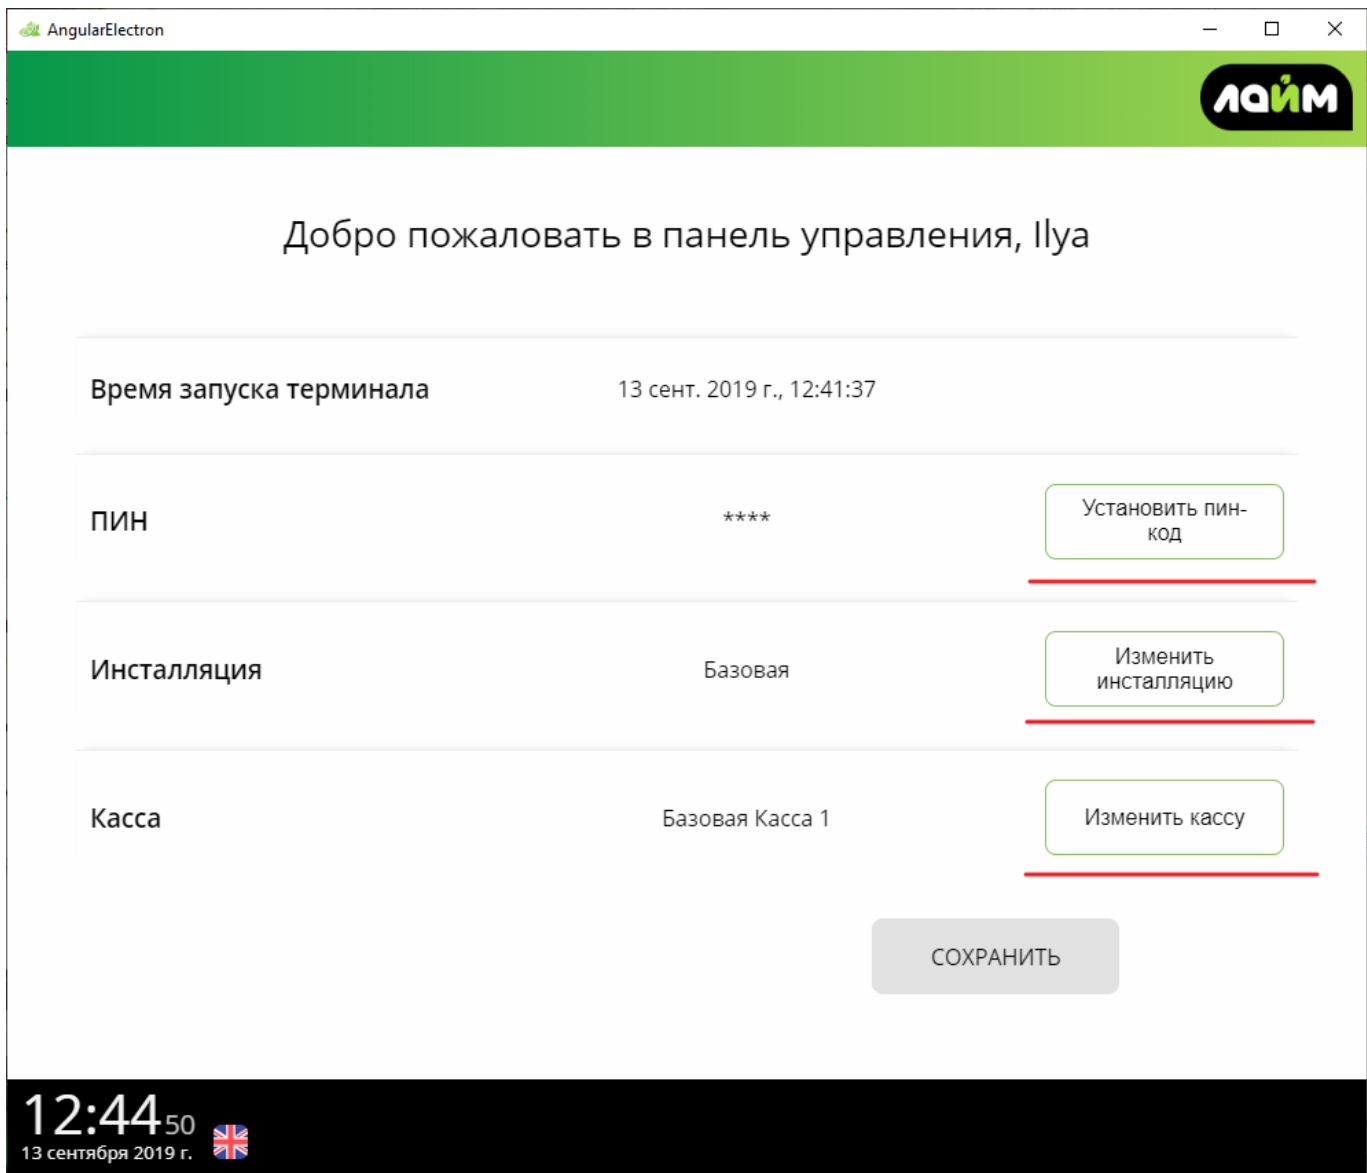 AngularElectron
лайм
Добро пожаловать в панель управления, Ilya
Время запуска терминала
13 сент. 2019 г., 12:41:37
ПИН
****
Установить пин-
код
Инсталляция
Базовая
Изменить
инсталляцию
Касса
Базовая Касса 1
Изменить кассу
СОХРАНИТЬ
12:44 50
13 сентября 2019 г.